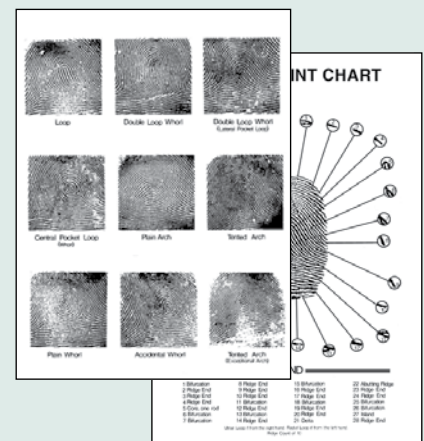 Loop
Double Loop Whorl
Double Loop Whorl
(Lateral Pocket Loop)
Central Pocket Loop
Plain Arch
Tented Arch
Plain Whorl
Accidental Whorl
Tented Arch
(Exceptional Arch)
INT CHART
ND
1 Bifurcation
2 Ridge End
3 Ridge End
4 Ridge End
5 Core, one rod
6 Bifurcation
7 Bifurcation
8 Ridge End
9 Ridge End
10 Ridge End
11 Bifurcation
12 Ridge End
13 Ridge End
14 Ridge End
15 Bifurcation
16 Ridge End
17 Ridge End
18 Bifurcation
19 Bifurcation
20 Ridge End
21 Delta
22 Abutting Ridge
23 Ridge End
24 Ridge End
25 Bifurcation
26 Bifurcation
27 Island
28 Ridge End